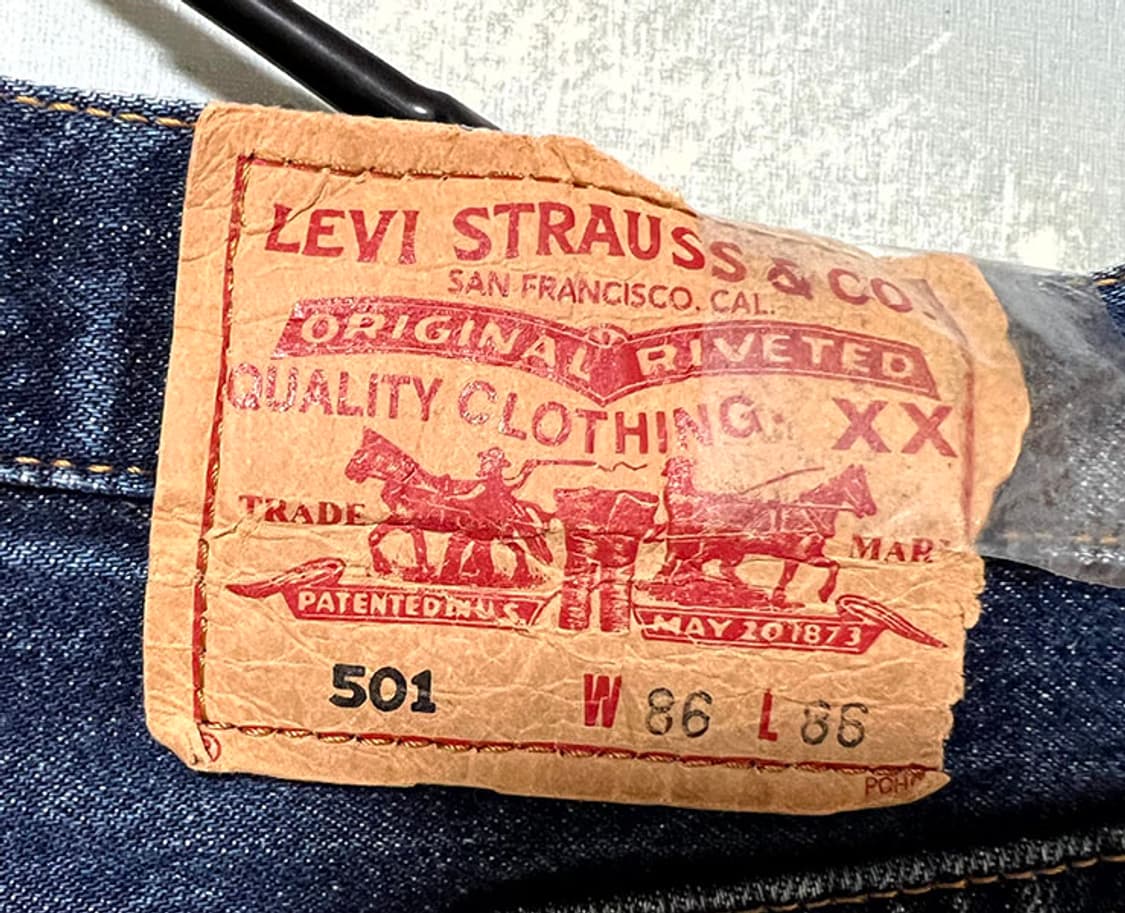 LEVI STRAUSS & CO.
SAN FRANCISCO. CAL.
ORIGINAL RIVETED
QUALITY CLOTHING XX
TRADE MAR
PATENTED IN U.S. MAY 20 1873
501 W 86 L 86
®